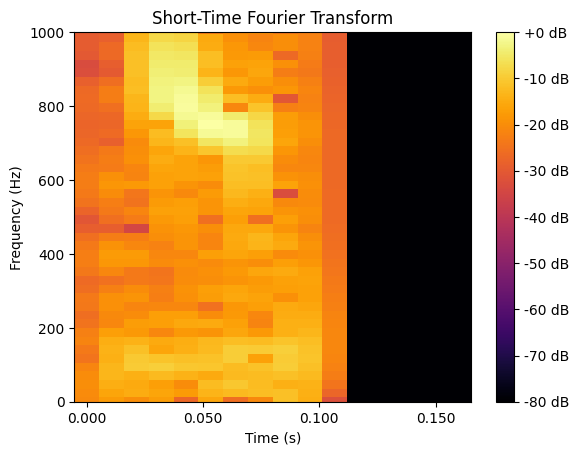 Short-Time Fourier Transform
1000
800
600
400
200
0
Frequency (Hz)
0.000
0.050
0.100
0.150
Time (s)
+0 dB
-10 dB
-20 dB
-30 dB
-40 dB
-50 dB
-60 dB
-70 dB
-80 dB